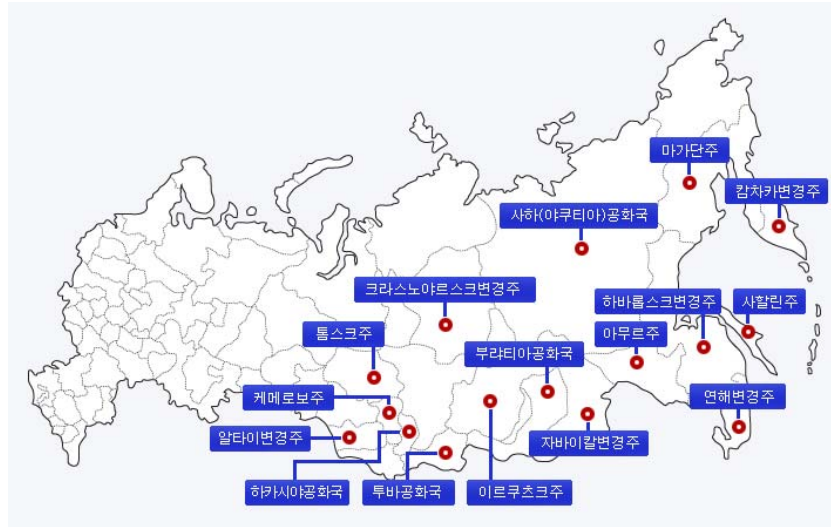 마가단주
캄차카변경주
사하(야쿠티아)공화국
크라스노야르스크변경주
하바롭스크변경주
사할린주
톰스크주
아무르주
부랴티아공화국
케메로보주
연해변경주
알타이변경주
자바이칼변경주
하카시야공화국
투바공화국
이르쿠츠크주